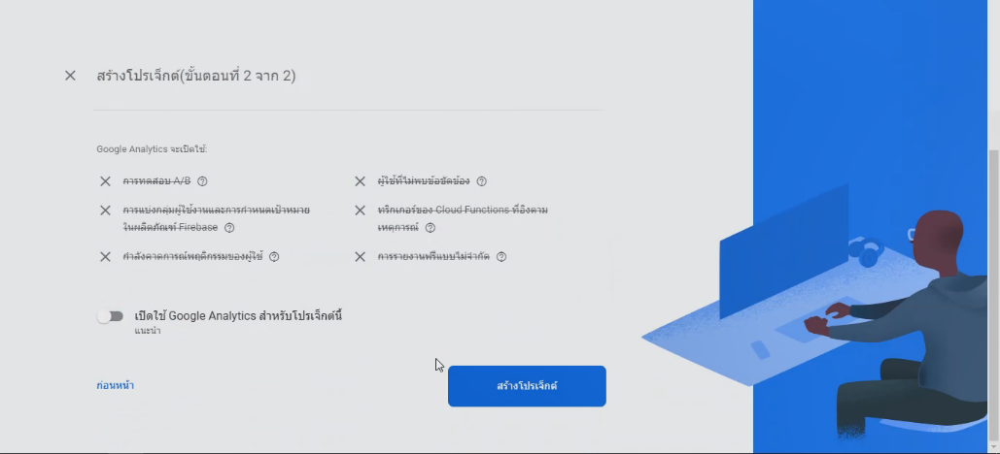 สร้างโปรเจ็กต์(ขั้นตอนที่ 2 จาก 2)
Google Analytics จะเปิดใช้:
การทดสอบ A/B
ผู้ใช้ที่ไม่พบข้อขัดข้อง
การแบ่งกลุ่มผู้ใช้งานและการกำหนดเป้าหมาย
ในผลิตภัณฑ์ Firebase
ทริกเกอร์ของ Cloud Functions ที่อิงตาม
เหตุการณ์
กำลังคาดการณ์พฤติกรรมของผู้ใช้
การรายงานฟรีแบบไม่จำกัด
เปิดใช้ Google Analytics สำหรับโปรเจ็กต์นี้
แนะนำ
ก่อนหน้า
สร้างโปรเจ็กต์